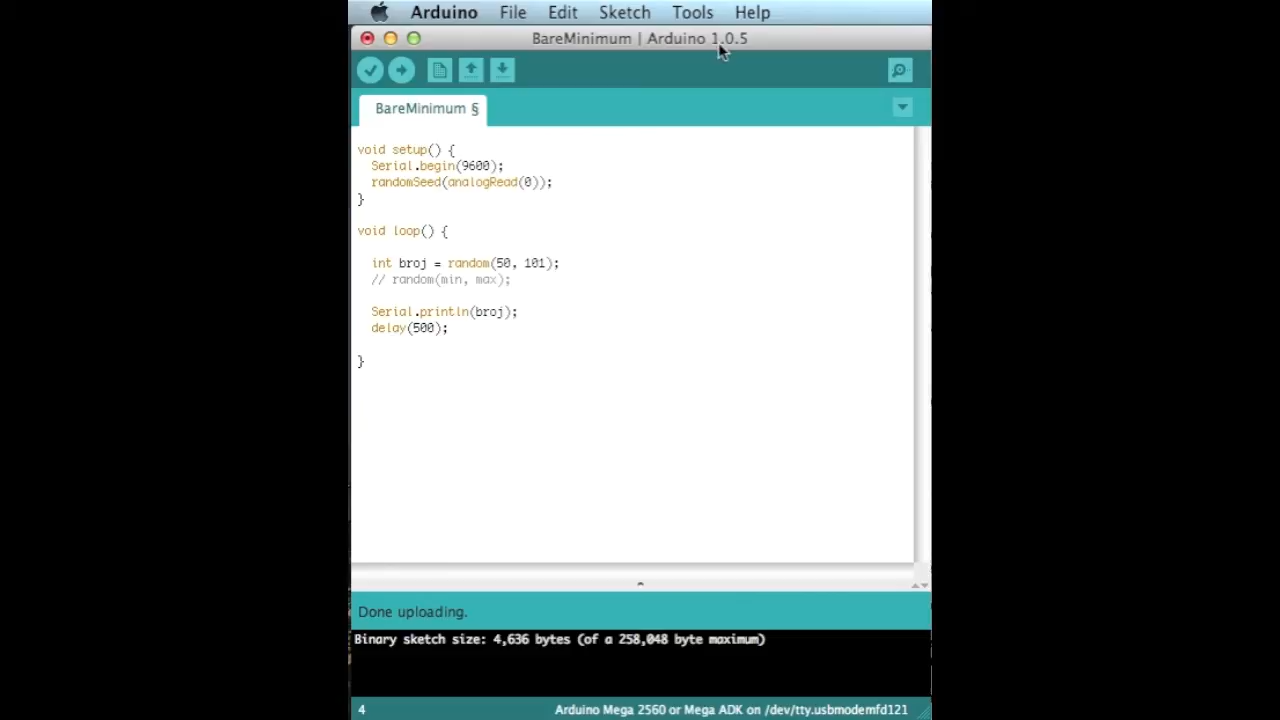 Arduino File Edit Sketch Tools Help
BareMinimum | Arduino 1.0.5
BareMinimum §
void setup() {
Serial.begin(9600);
randomSeed(analogRead(0));
}
void loop() {
int broj = random(50, 101);
// random(min, max);
Serial.println(broj);
delay(500);
}
Done uploading.
Binary sketch size: 4,636 bytes (of a 258,048 byte maximum)
4 Arduino Mega 2560 or Mega ADK on /dev/tty.usbmodemfd121